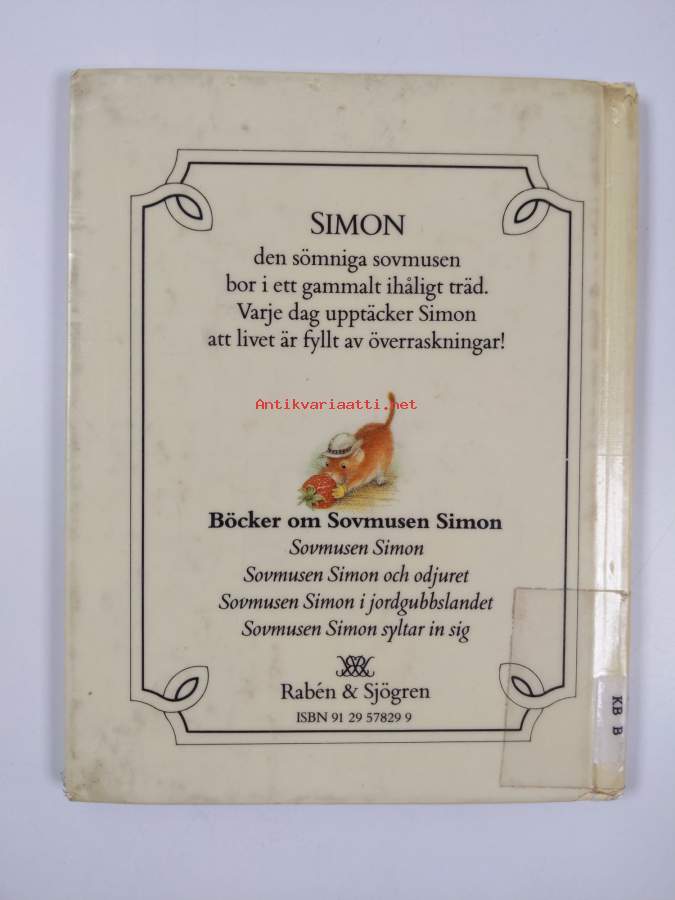 SIMON
den sömniga sovmusen
bor i ett gammalt ihåligt träd.
Varje dag upptäcker Simon
att livet är fyllt av överraskningar!
Antikvariaatti.net
Böcker om Sovmusen Simon
Sovmusen Simon
Sovmusen Simon och odjuret
Sovmusen Simon i jordgubbslandet
Sovmusen Simon syltar in sig
Rabén & Sjögren
ISBN 91 29 57829 9
KB B